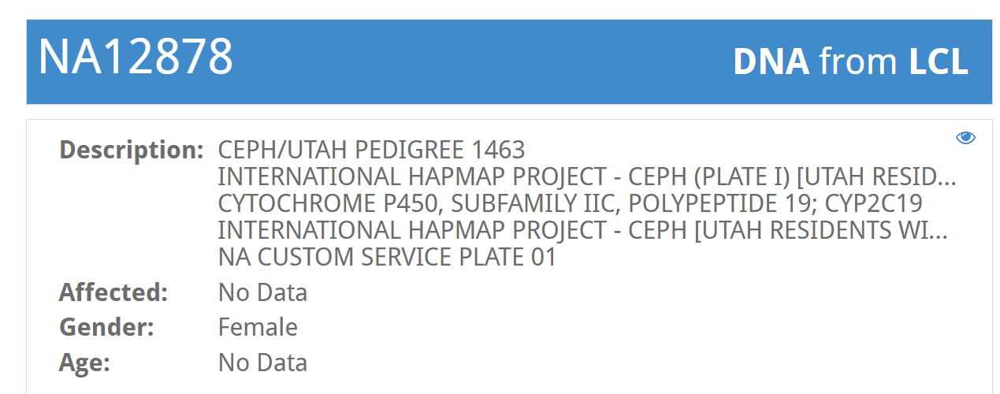 NA12878
DNA from LCL
Description: CEPH/UTAH PEDIGREE 1463
INTERNATIONAL HAPMAP PROJECT - CEPH (PLATE I) [UTAH RESID...
CYTOCHROME P450, SUBFAMILY IIC, POLYPEPTIDE 19; CYP2C19
INTERNATIONAL HAPMAP PROJECT - CEPH [UTAH RESIDENTS WI...
NA CUSTOM SERVICE PLATE 01
Affected: No Data
Gender: Female
Age: No Data